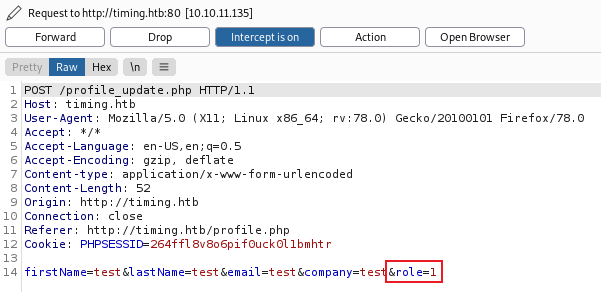 Request to http://timing.htb:80 [10.10.11.135]
Forward Drop Intercept is on Action Open Browser
Pretty Raw Hex \n
1 POST /profile_update.php HTTP/1.1
2 Host: timing.htb
3 User-Agent: Mozilla/5.0 (X11; Linux x86_64; rv:78.0) Gecko/20100101 Firefox/78.0
4 Accept: */*
5 Accept-Language: en-US,en;q=0.5
6 Accept-Encoding: gzip, deflate
7 Content-type: application/x-www-form-urlencoded
8 Content-Length: 52
9 Origin: http://timing.htb
10 Connection: close
11 Referer: http://timing.htb/profile.php
12 Cookie: PHPSESSID=264ffl8v8o6pif0uck0l1bmhtr
13
14 firstName=test&lastName=test&email=test&company=test&role=1